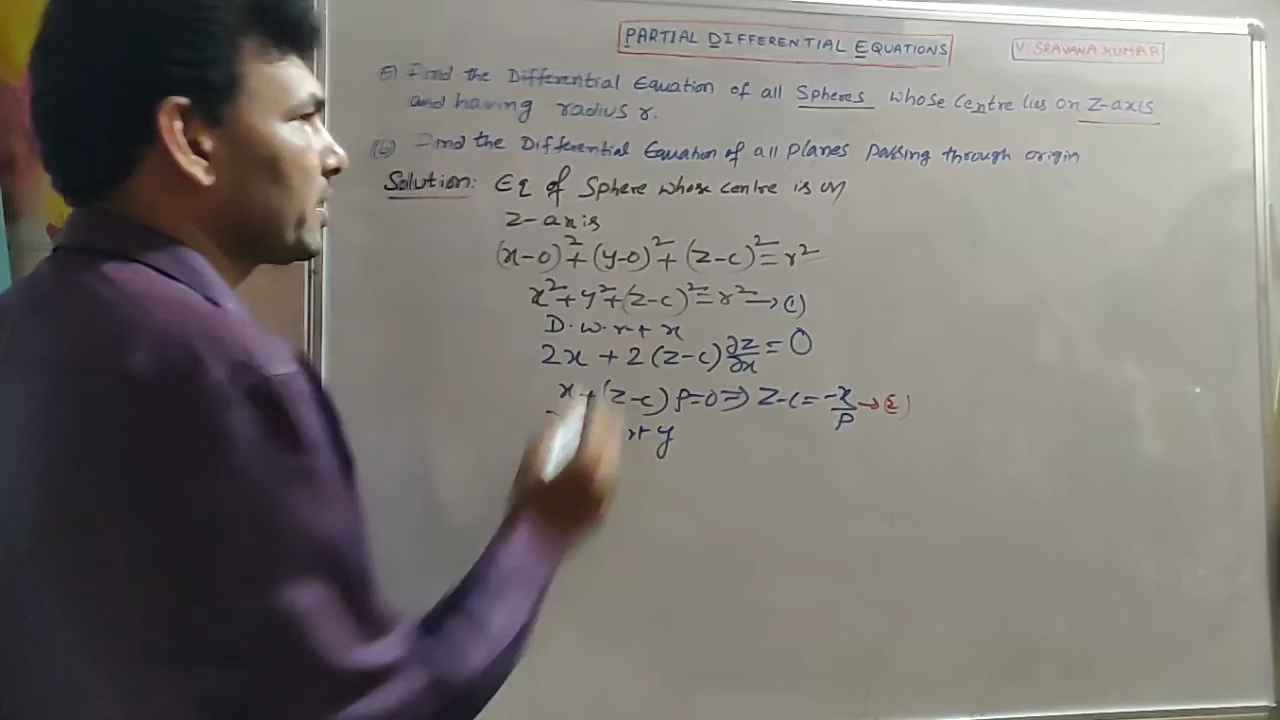 PARTIAL DIFFERENTIAL EQUATIONS
V SRAVANA KUMAR
5) Find the Differential Equation of all Spheres whose centre lies on Z-axis
and having radius r.
(6) Find the Differential Equation of all planes passing through origin
Solution: Eq of Sphere whose centre is on
Z-axis
(x-0)²+(y-0)²+(z-c)²=r²
x²+y²+(z-c)²=r²→(1)
D.w.r+x
2x+2(z-c)∂z/∂x=0
x+(z-c)p=0⇒z-c=-x/p→(2)
r+ y